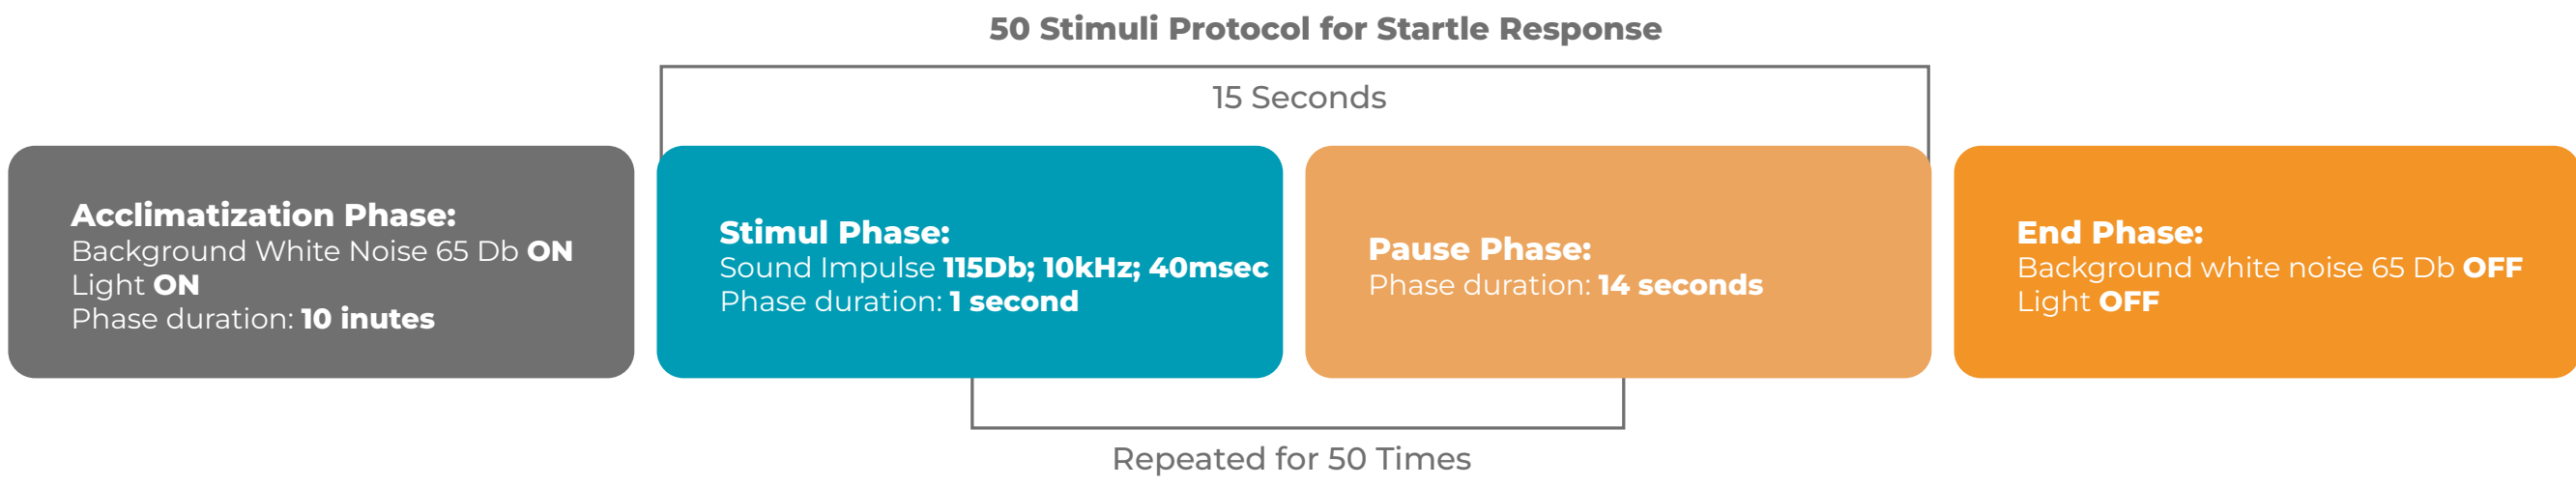 50 Stimuli Protocol for Startle Response
15 Seconds
Acclimatization Phase:
Background White Noise 65 Db ON
Light ON
Phase duration: 10 inutes
Stimul Phase:
Sound Impulse 115Db; 10kHz; 40msec
Phase duration: 1 second
Pause Phase:
Phase duration: 14 seconds
End Phase:
Background white noise 65 Db OFF
Light OFF
Repeated for 50 Times